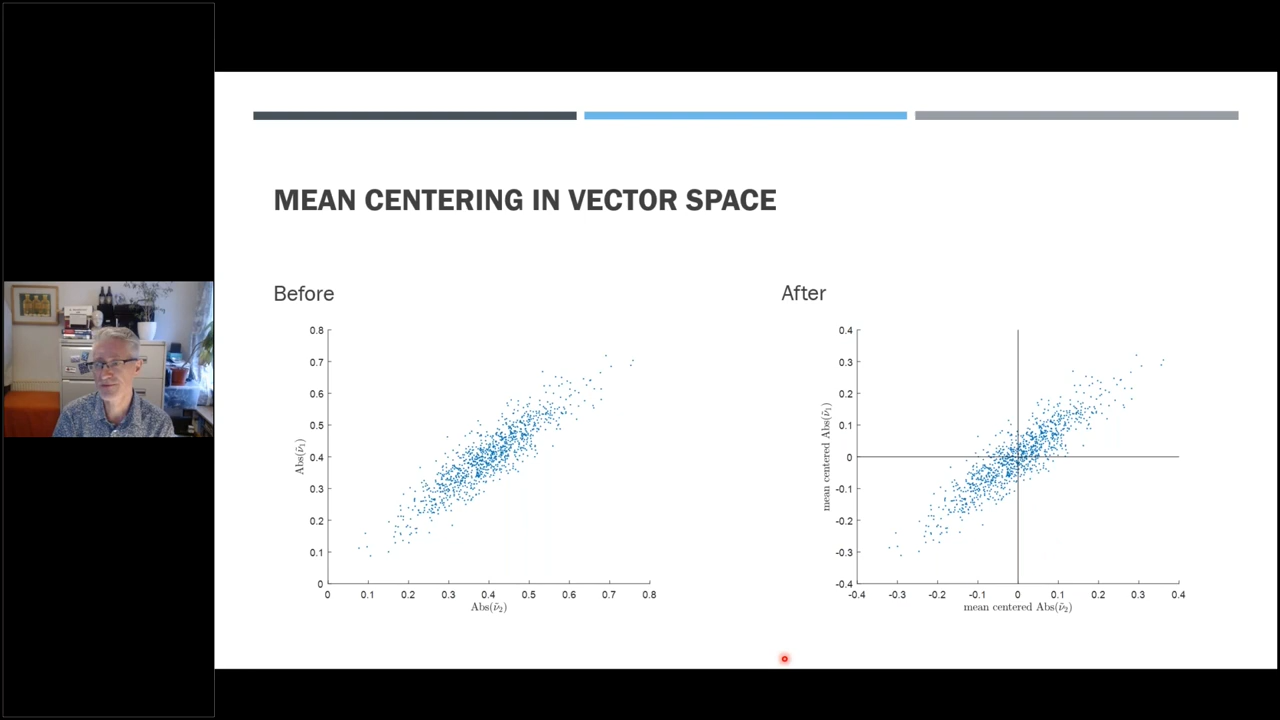 MEAN CENTERING IN VECTOR SPACE
Before
After
0.8
0.7
0.6
0.5
0.4
0.3
0.2
0.1
0
0 0.1 0.2 0.3 0.4 0.5 0.6 0.7 0.8
Abs(ṽ₁)
Abs(ṽ₂)
0.4
0.3
0.2
0.1
0
-0.1
-0.2
-0.3
-0.4
-0.4 -0.3 -0.2 -0.1 0 0.1 0.2 0.3 0.4
mean centered Abs(ṽ₁)
mean centered Abs(ṽ₂)